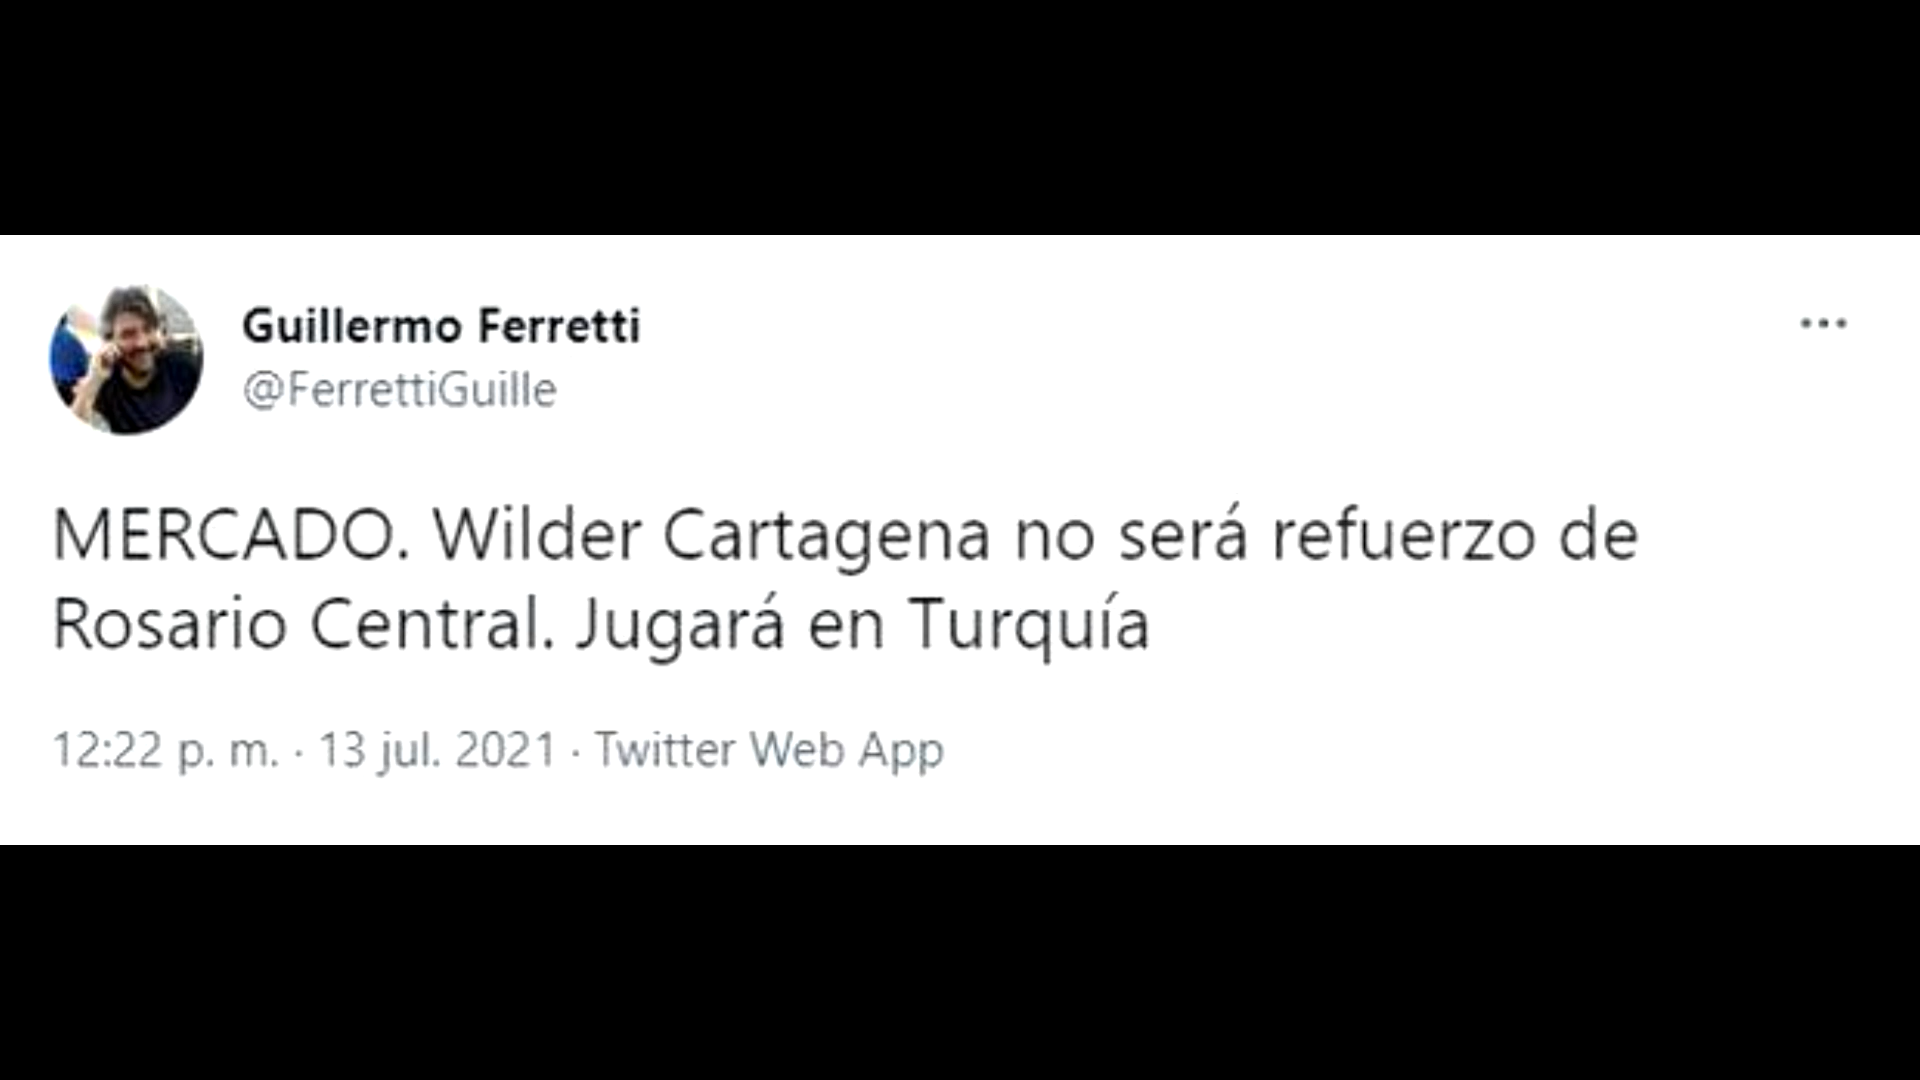 Guillermo Ferretti
@FerrettiGuille
MERCADO. Wilder Cartagena no será refuerzo de
Rosario Central. Jugará en Turquía
12:22 p. m. · 13 jul. 2021 · Twitter Web App